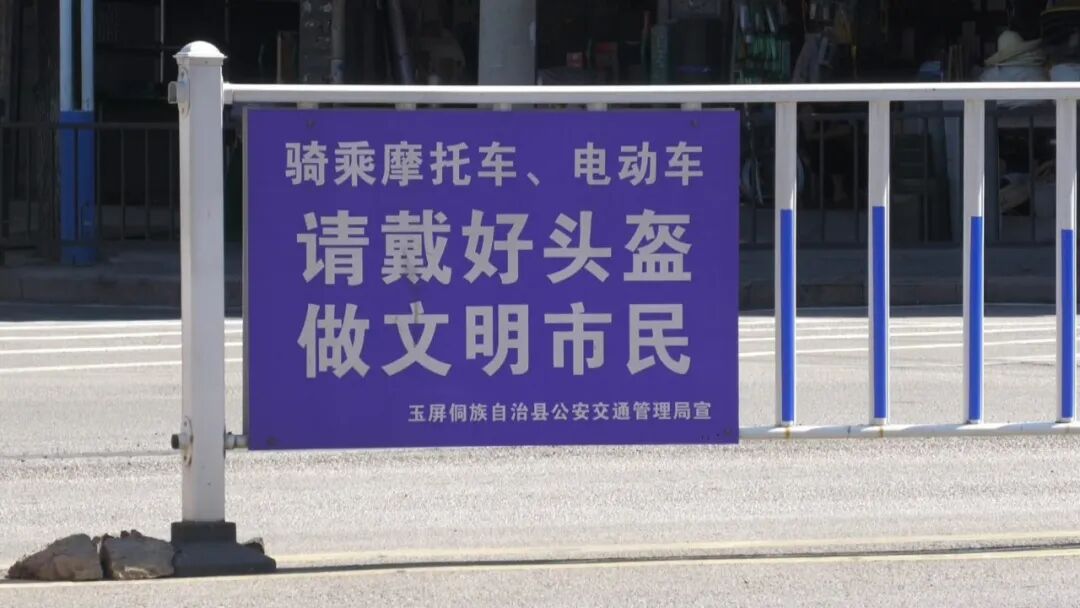 骑乘摩托车、电动车
请戴好头盔
做文明市民
玉屏侗族自治县公安交通管理局宣